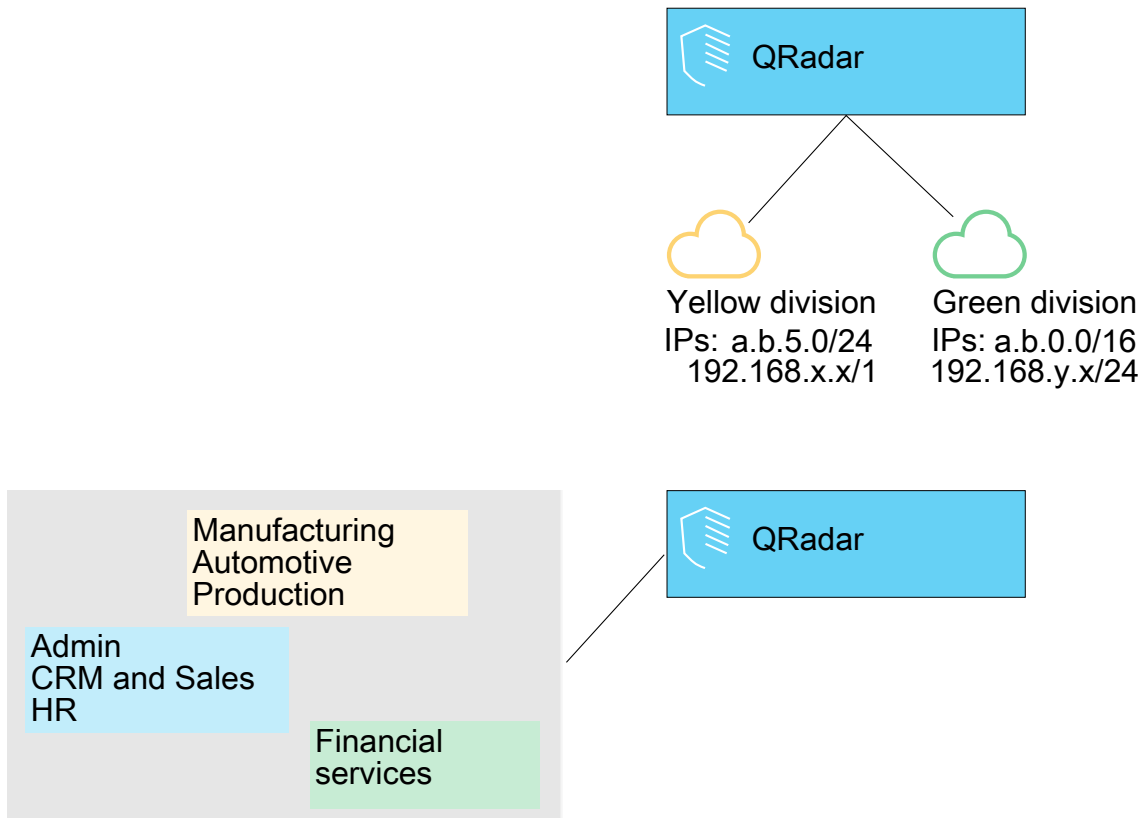 QRadar
Yellow division
IPs: a.b.5.0/24
192.168.x.x/1
Green division
IPs: a.b.0.0/16
192.168.y.x/24
QRadar
Manufacturing
Automotive
Production
Admin
CRM and Sales
HR
Financial
services